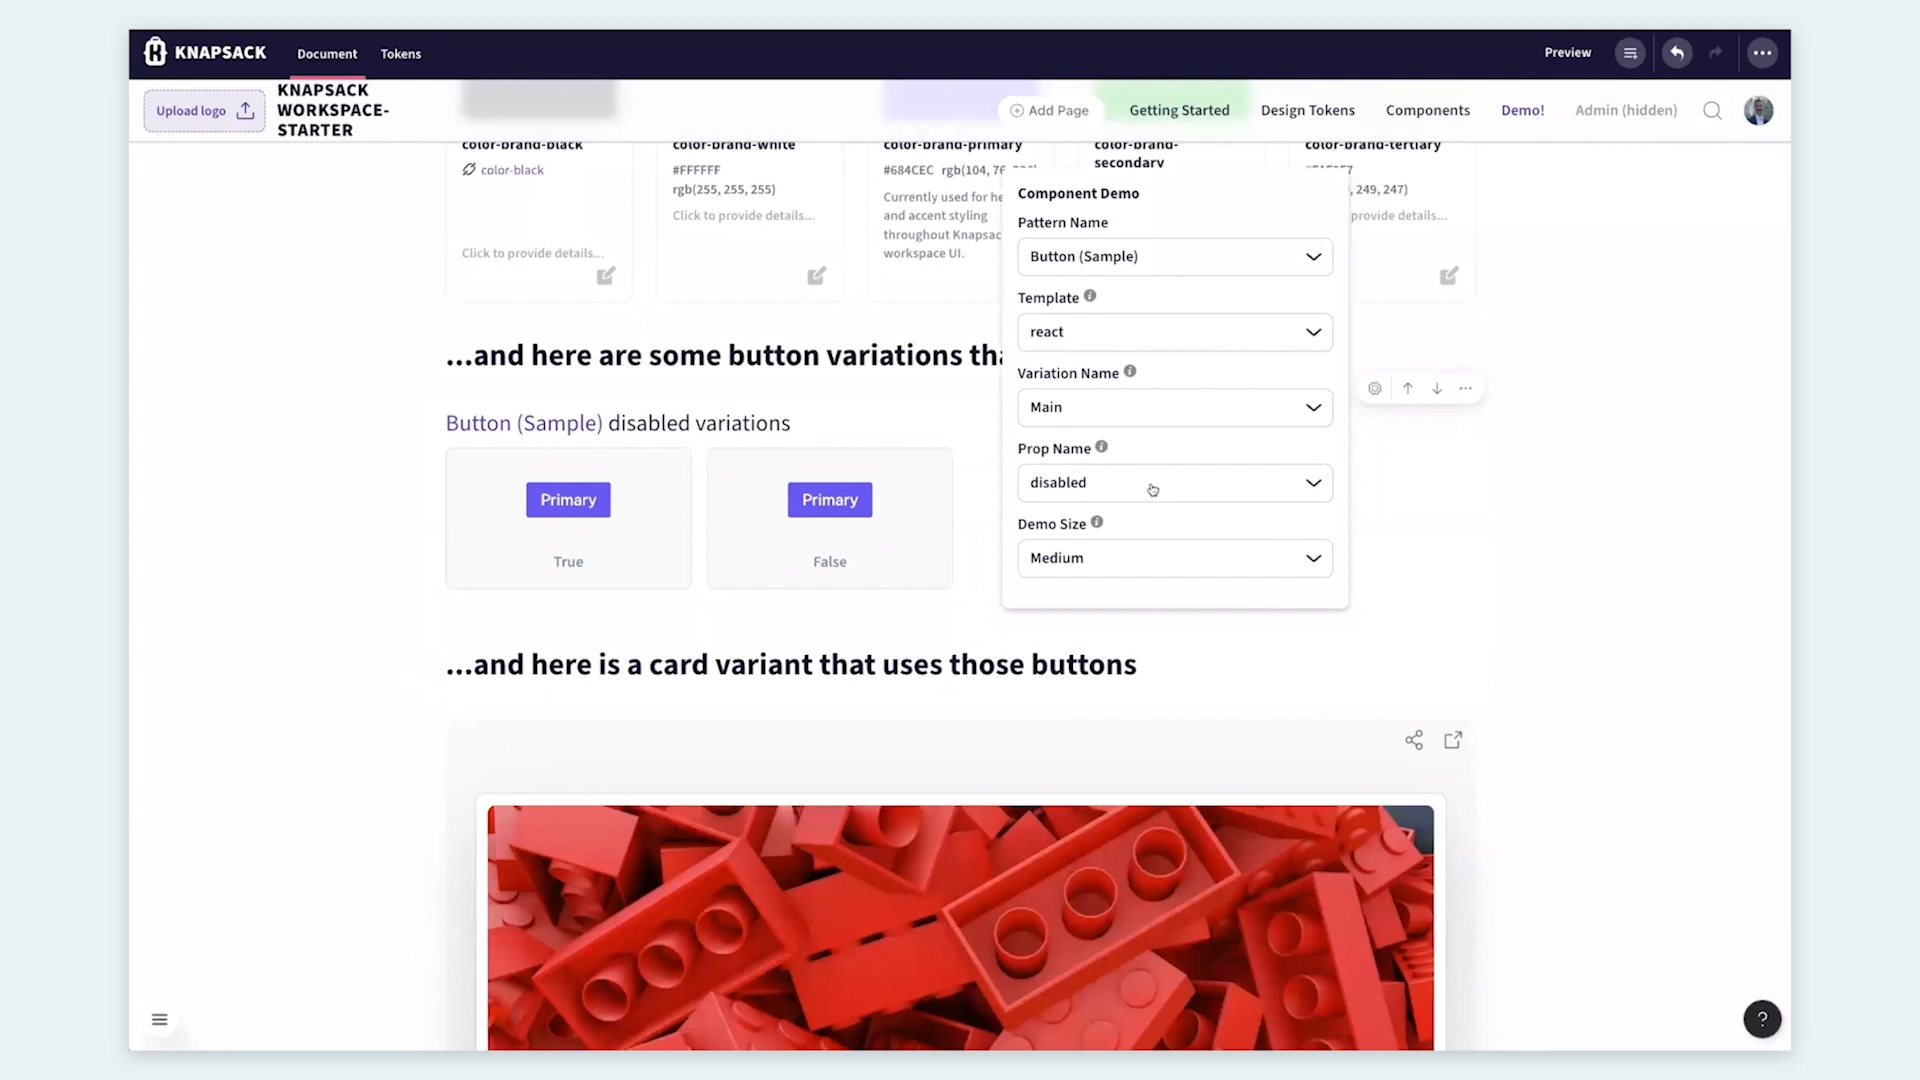 KNAPSACK
Document
Tokens
Preview
Upload logo
KNAPSACK
WORKSPACE-
STARTER
Add Page
Getting Started
Design Tokens
Components
Demo!
Admin (hidden)
color-brand-black
color-black
Click to provide details...
color-brand-white
#FFFFFF
rgb(255, 255, 255)
Click to provide details...
color-brand-primary
#684CEC rgb(104, 76,
Currently used for
and accent styling
throughout
workspace UI.
color-brand-
secondary
color-brand-tertiary
249, 247)
provide details...
Component Demo
Pattern Name
Button (Sample)
Template
react
Variation Name
Main
Prop Name
disabled
Demo Size
Medium
...and here are some button variations
Button (Sample) disabled variations
Primary
True
Primary
False
...and here is a card variant that uses those buttons
?